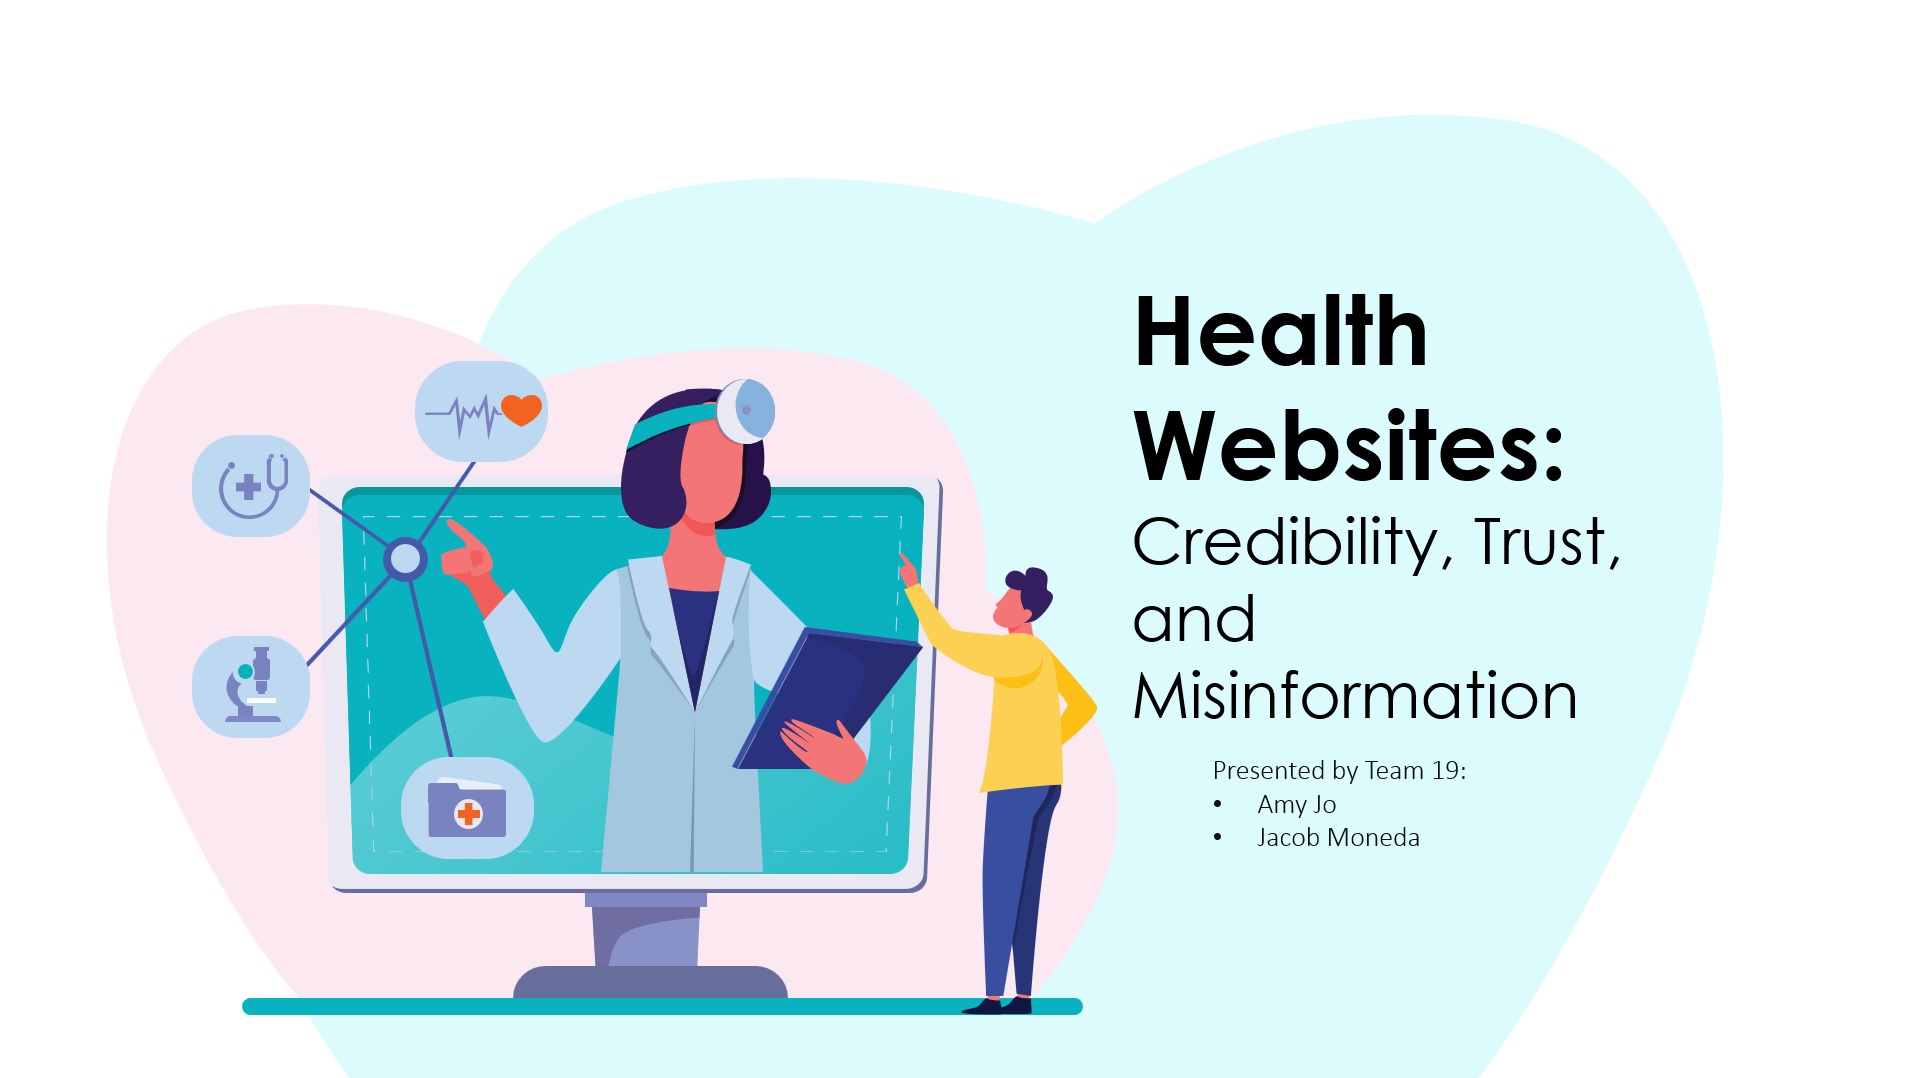 Health
Websites:
Credibility, Trust,
and
Misinformation
Presented by Team 19:
• Amy Jo
• Jacob Moneda